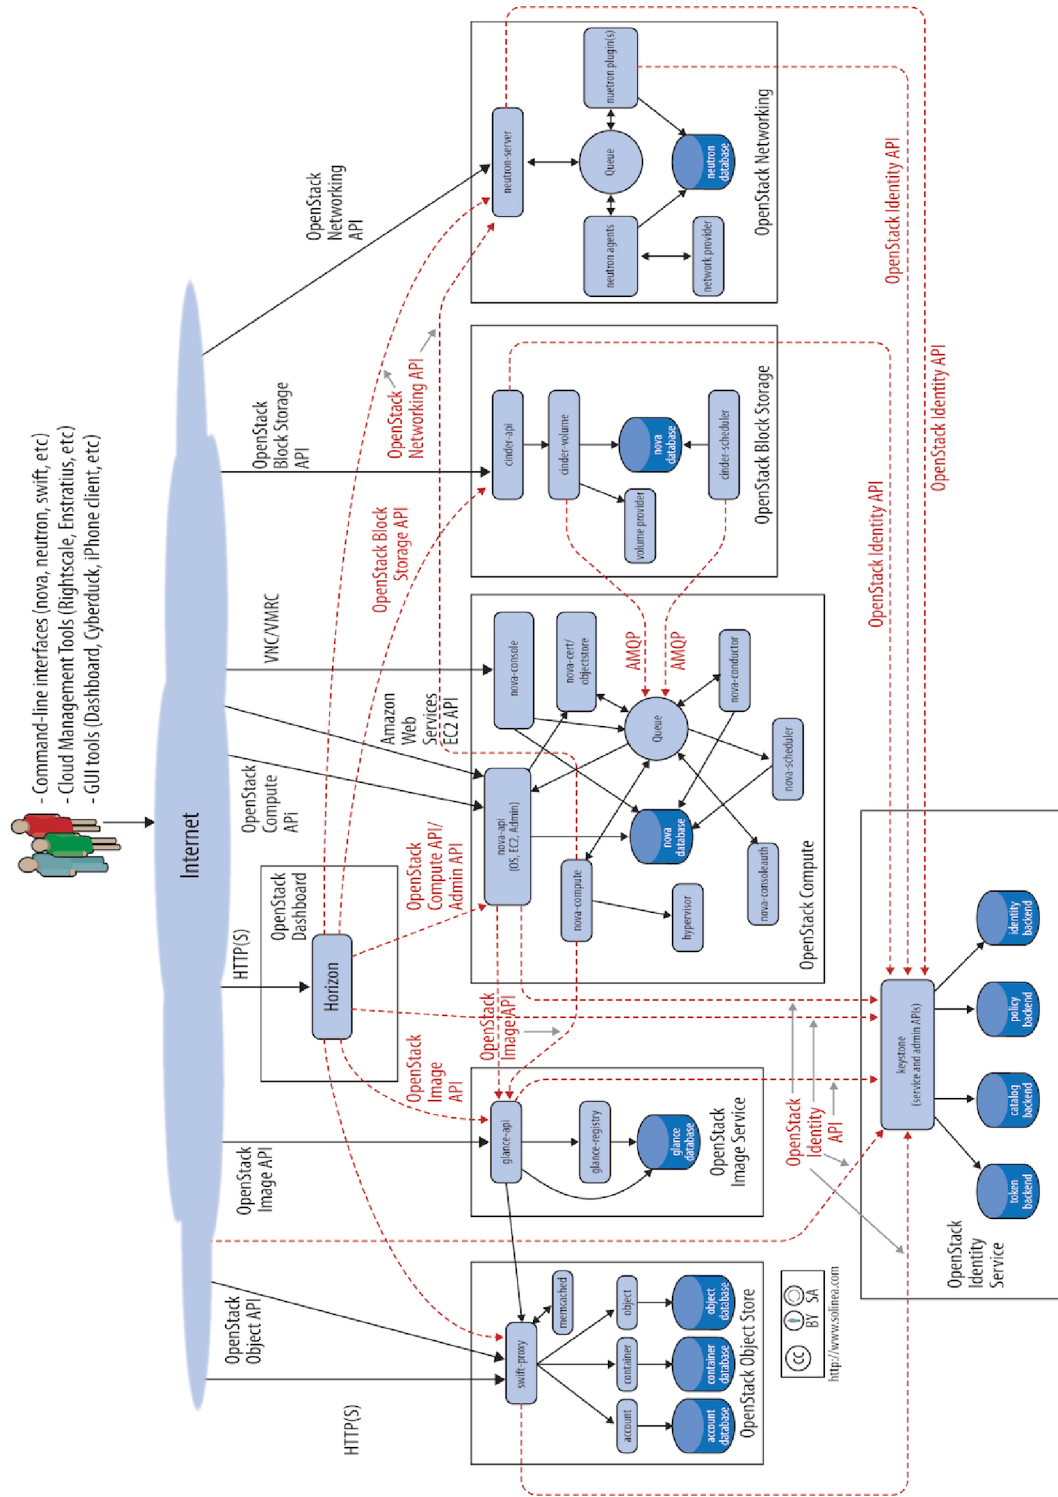 - Command-line interfaces (nova, neutron, swift, etc)
- Cloud Management Tools (Rightscale, Enstratius, etc)
- GUI tools (Dashboard, Cyberduck, iPhone client, etc)
Internet
HTTP(S)
OpenStack
Object API
OpenStack
Image API
HTTP(S)
OpenStack
Dashboard
Horizon
OpenStack
Compute
APi
Amazon
Web
Services
EC2 API
VNC/VMRC
OpenStack
Block Storage
API
OpenStack
Networking
API
OpenStack
Image
API
OpenStack
Compute API/
Admin API
OpenStack Block
Storage API
OpenStack
Networking API
OpenStack
Image API
swift-proxy
memcached
account
container
object
account
database
container
database
object
database
OpenStack Object Store
glance-api
glance-registry
glance
database
OpenStack
Image Service
nova-api
(OS, EC2, Admin)
nova-console
nova-cert/
objectstore
nova-compute
Queue
nova
database
hypervisor
nova-conductor
nova-consoleauth
nova-scheduler
OpenStack Compute
AMQP
AMQP
cinder-api
cinder-volume
nova
database
volume provider
cinder-scheduler
OpenStack Block Storage
neutron-server
neutron agents
Queue
nuetron plugin(s)
network provider
neutron
database
OpenStack Networking
OpenStack
Identity
API
OpenStack Identity API
OpenStack Identity API
OpenStack Identity API
keystone
(service and admin APIs)
token
backend
catalog
backend
policy
backend
identity
backend
OpenStack
Identity
Service
cc
BY SA
http://www.solinea.com